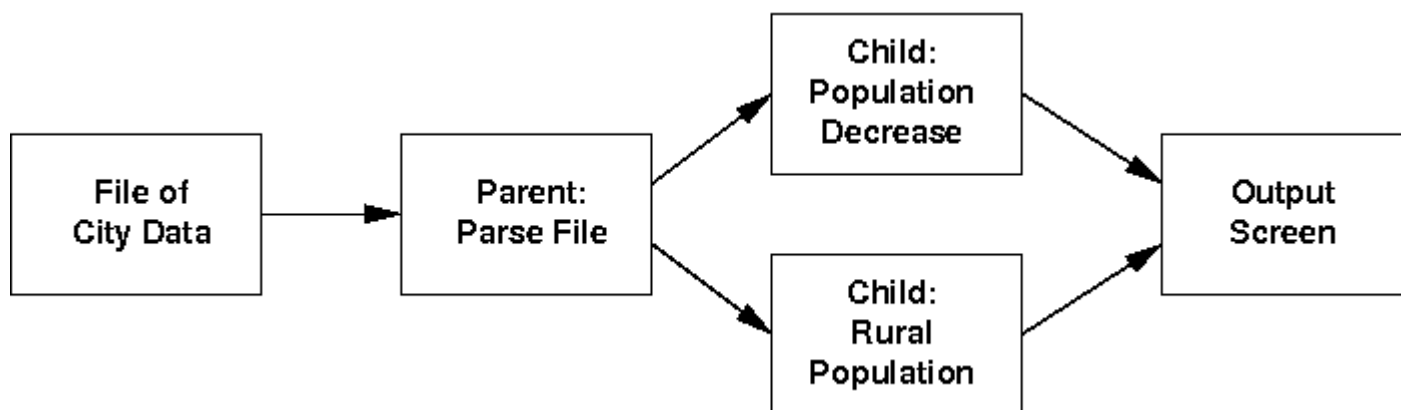 File of
City Data
Parent:
Parse File
Child:
Population
Decrease
Child:
Rural
Population
Output
Screen